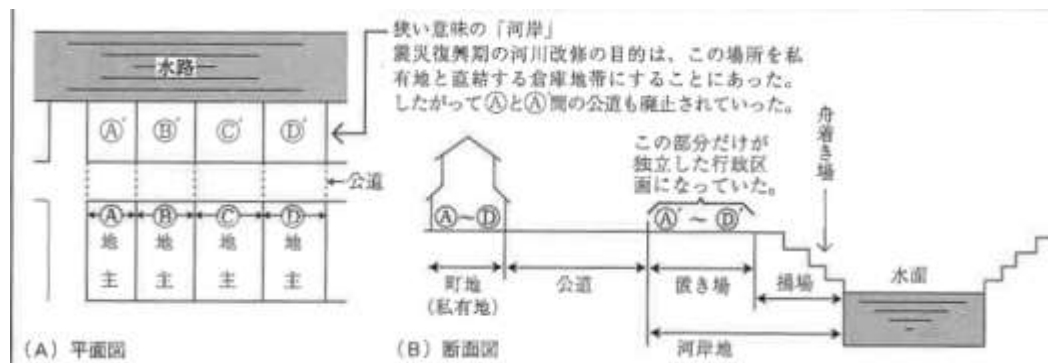 狭い意味の「河岸」
震災復興期の河川改修の目的は、この場所を私
有地と直結する倉庫地帯にすることにあった。
したがってⒶとⒶ′間の公道も廃止されていった。
水路
Ⓐ′ Ⓑ′ Ⓒ′ Ⓓ′
公道
Ⓐ Ⓑ Ⓒ Ⓓ
地主 地主 地主 地主
(A) 平面図
この部分だけが
独立した行政区
画になっていた。
舟着き場
Ⓐ～Ⓓ
Ⓐ′～Ⓓ′
水面
町地
(私有地)
公道
置き場
揚場
河岸地
(B) 断面図